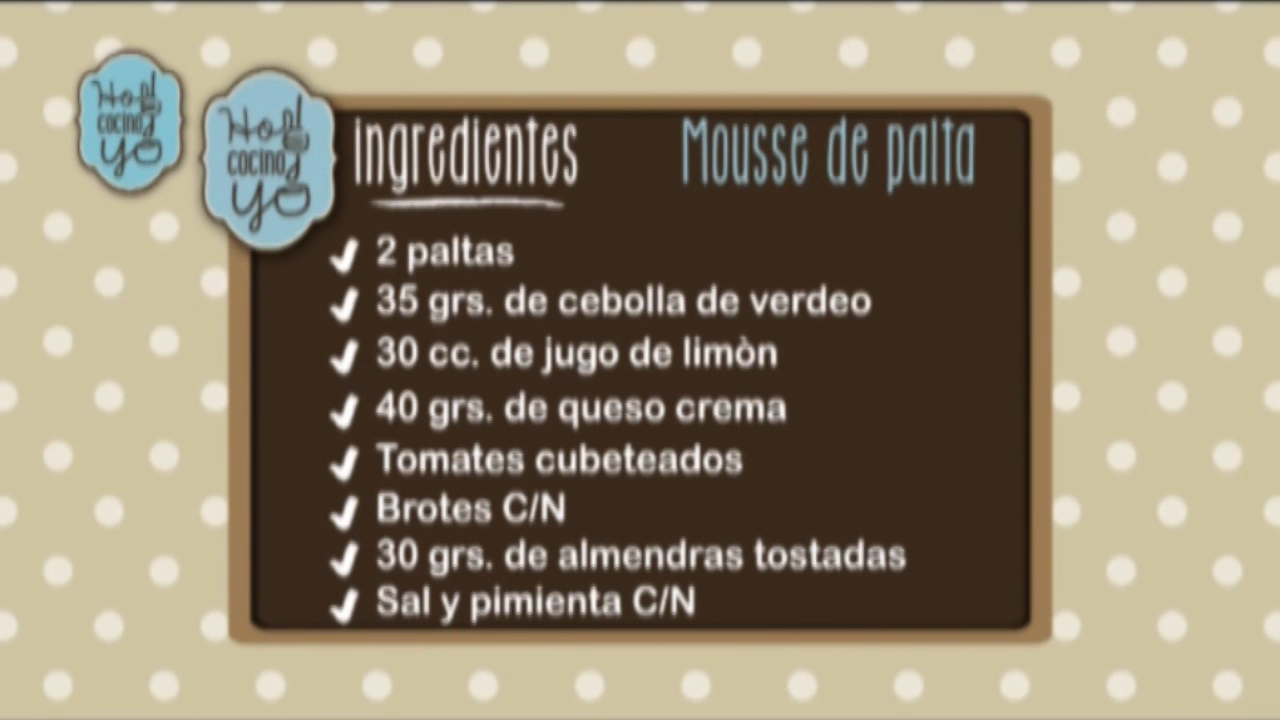 Hoy cocino yo
Hoy cocino yo
ingredientes
Mousse de palta
2 paltas
35 grs. de cebolla de verdeo
30 cc. de jugo de limòn
40 grs. de queso crema
Tomates cubeteados
Brotes C/N
30 grs. de almendras tostadas
Sal y pimienta C/N